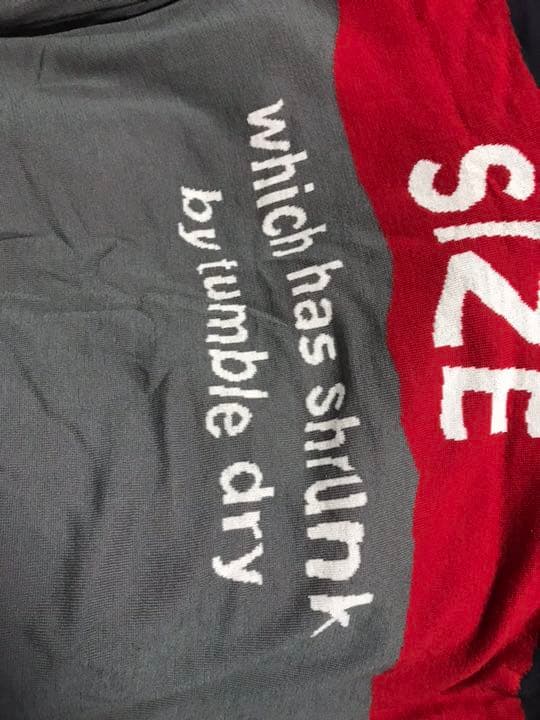 SIZE
which has shrunk
by tumble dry